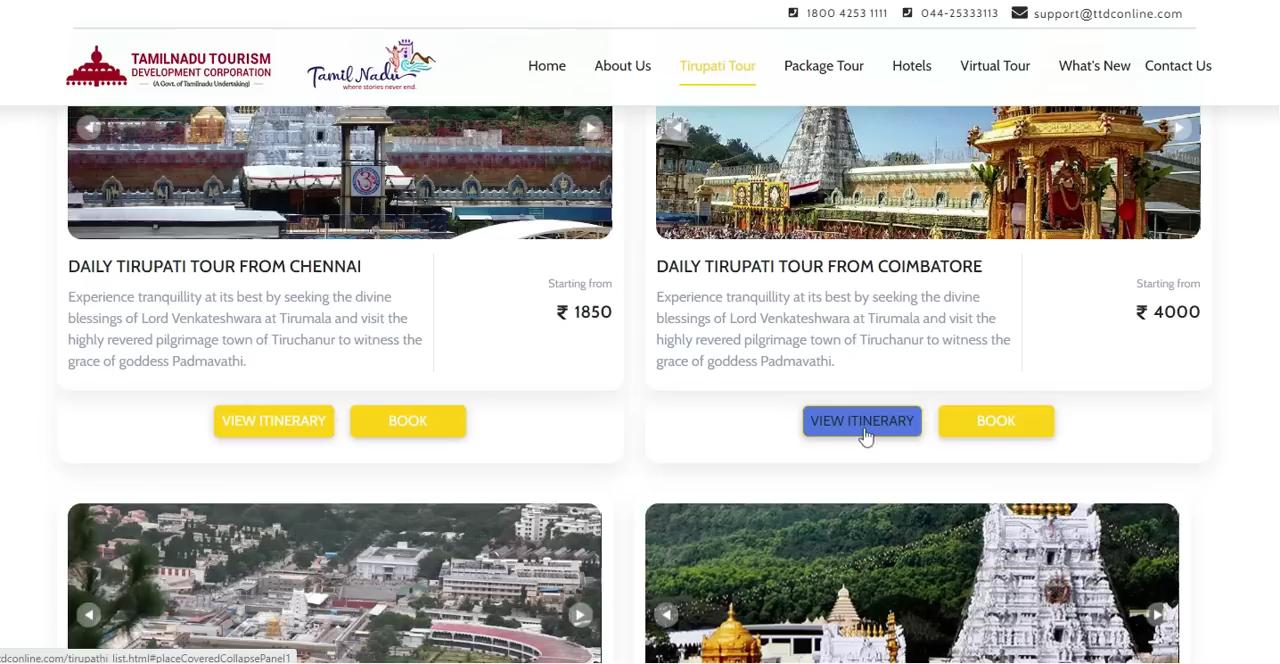 1800 4253 1111 044-25333113 support@ttdconline.com
TAMILNADU TOURISM
DEVELOPMENT CORPORATION
(A Govt. of Tamilnadu Undertaking)
Tamil Nadu
where stories never end.
Home About Us Tirupati Tour Package Tour Hotels Virtual Tour What's New Contact Us
DAILY TIRUPATI TOUR FROM CHENNAI
Experience tranquillity at its best by seeking the divine
blessings of Lord Venkateshwara at Tirumala and visit the
highly revered pilgrimage town of Tiruchanur to witness the
grace of goddess Padmavathi.
Starting from
₹ 1850
VIEW ITINERARY BOOK
DAILY TIRUPATI TOUR FROM COIMBATORE
Experience tranquillity at its best by seeking the divine
blessings of Lord Venkateshwara at Tirumala and visit the
highly revered pilgrimage town of Tiruchanur to witness the
grace of goddess Padmavathi.
Starting from
₹ 4000
VIEW ITINERARY BOOK
tdconline.com/tirupathi_list.html#placeCoveredCollapsePanel1